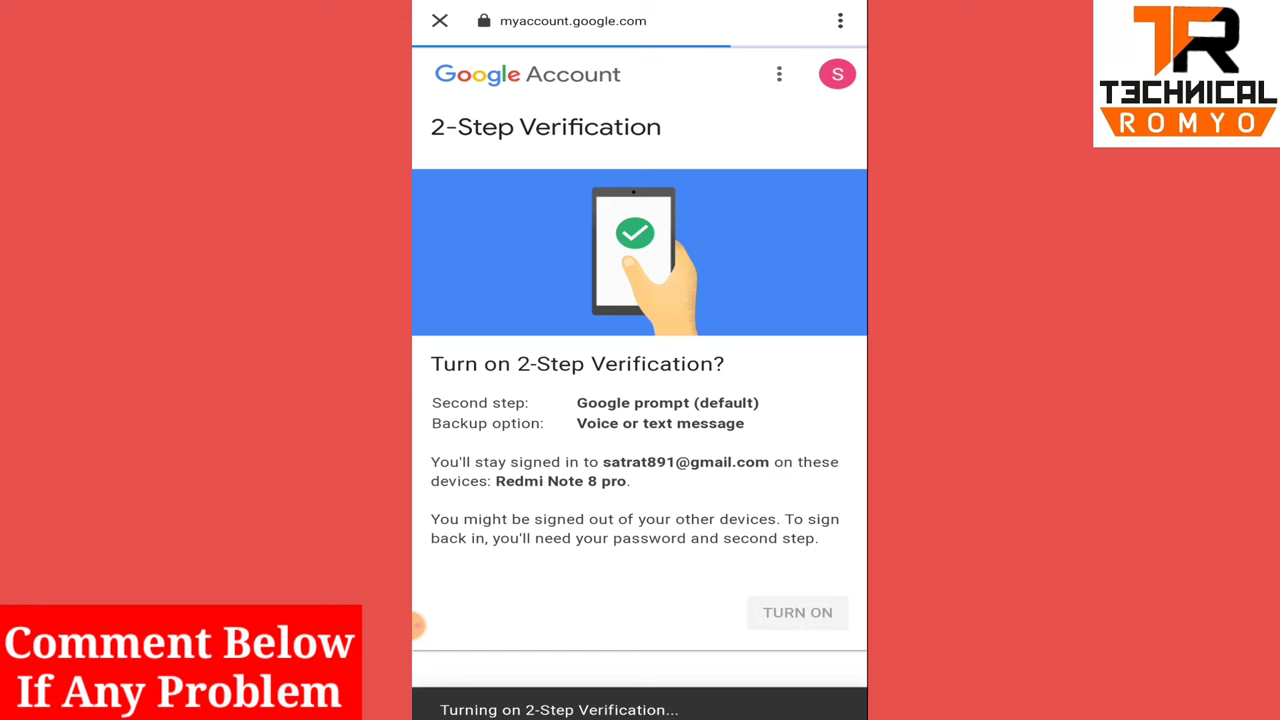 myaccount.google.com
Google Account
S
2-Step Verification
Turn on 2-Step Verification?
Second step: Google prompt (default)
Backup option: Voice or text message
You'll stay signed in to satrat891@gmail.com on these
devices: Redmi Note 8 pro.
You might be signed out of your other devices. To sign
back in, you'll need your password and second step.
TURN ON
Turning on 2-Step Verification...
TR
TECHNICAL
ROMYO
Comment Below
If Any Problem